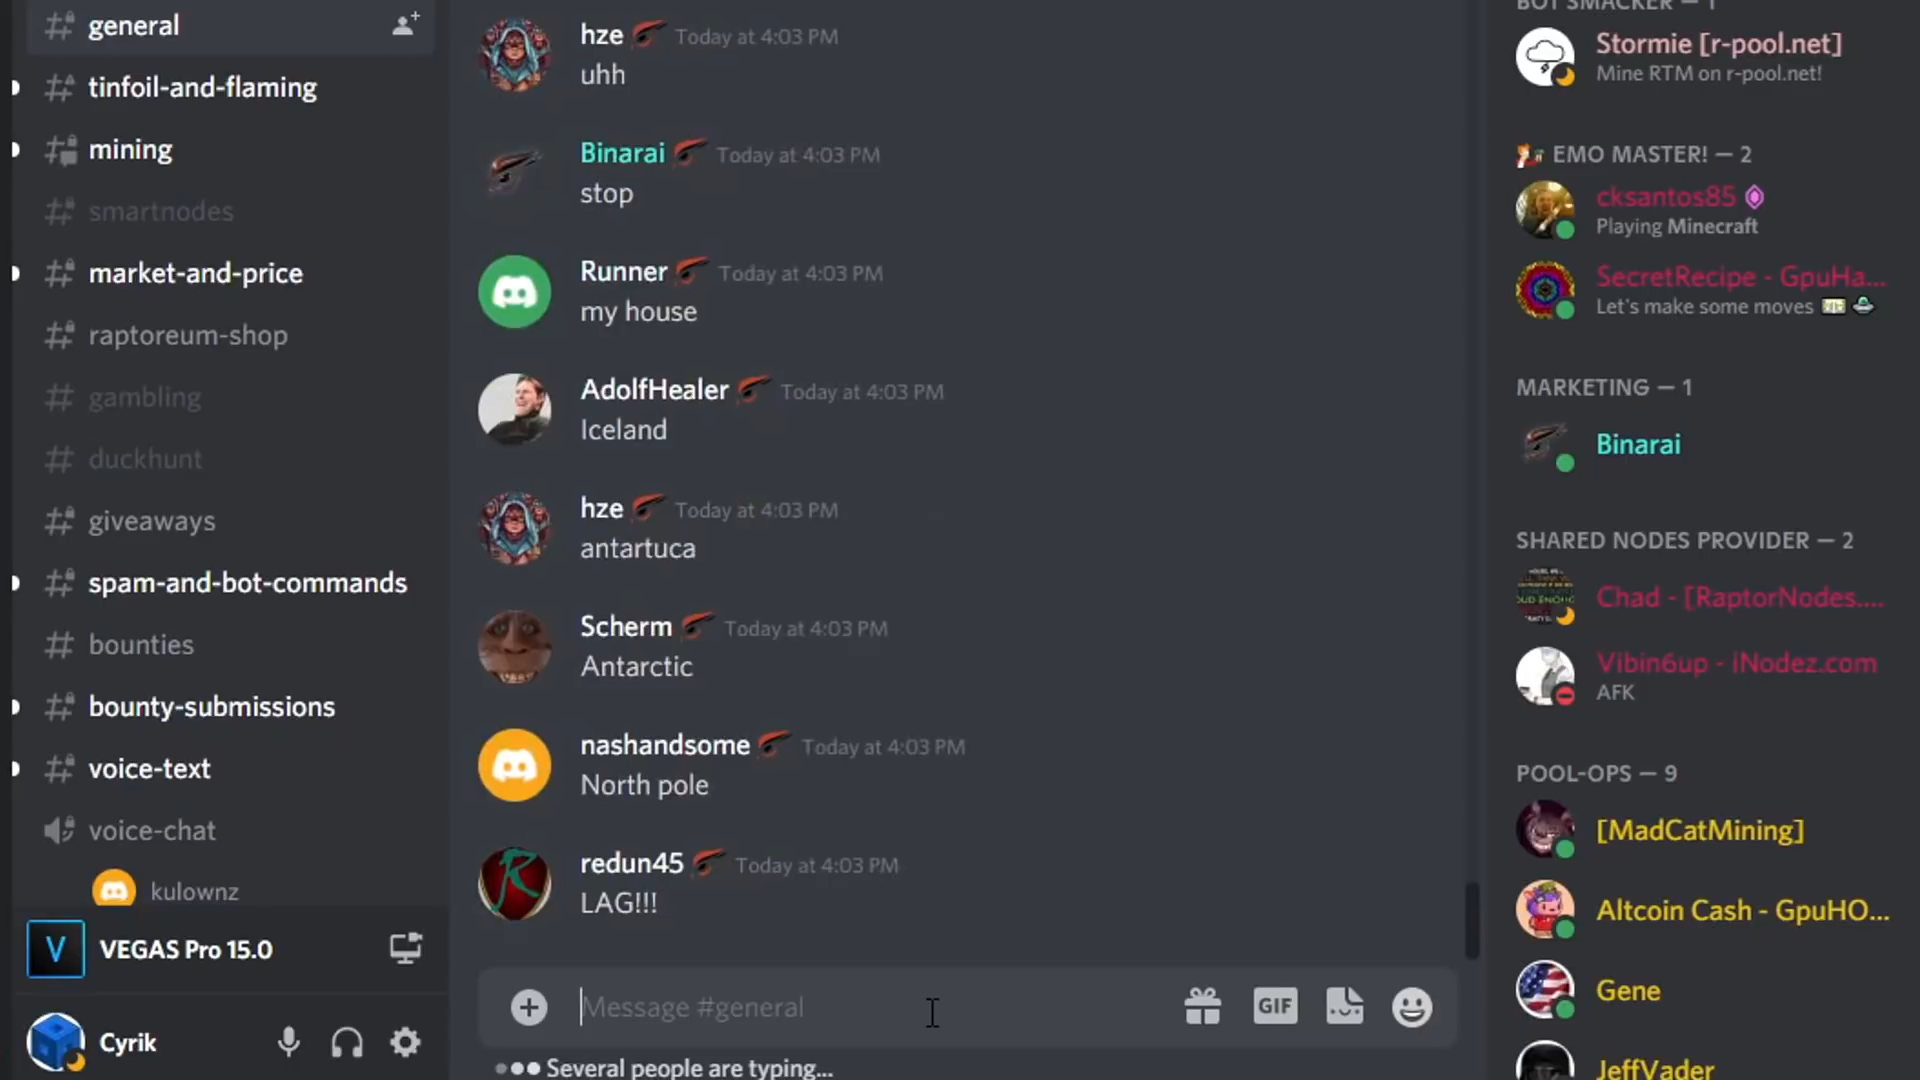 general
tinfoil-and-flaming
mining
smartnodes
market-and-price
raptoreum-shop
gambling
duckhunt
giveaways
spam-and-bot-commands
bounties
bounty-submissions
voice-text
voice-chat
kulownz
VEGAS Pro 15.0
Cyrik
hze Today at 4:03 PM
uhh
Binarai Today at 4:03 PM
stop
Runner Today at 4:03 PM
my house
AdolfHealer Today at 4:03 PM
Iceland
hze Today at 4:03 PM
antartuca
Scherm Today at 4:03 PM
Antarctic
nashandsome Today at 4:03 PM
North pole
redun45 Today at 4:03 PM
LAG!!!
Message #general
GIF
Several people are typing...
BOT SMACKER — 1
Stormie [r-pool.net]
Mine RTM on r-pool.net!
EMO MASTER! — 2
cksantos85
Playing Minecraft
SecretRecipe - GpuHa...
Let's make some moves
MARKETING — 1
Binarai
SHARED NODES PROVIDER — 2
Chad - [RaptorNodes....
Vibin6up - iNodez.com
AFK
POOL-OPS — 9
[MadCatMining]
Altcoin Cash - GpuHO...
Gene
JeffVader